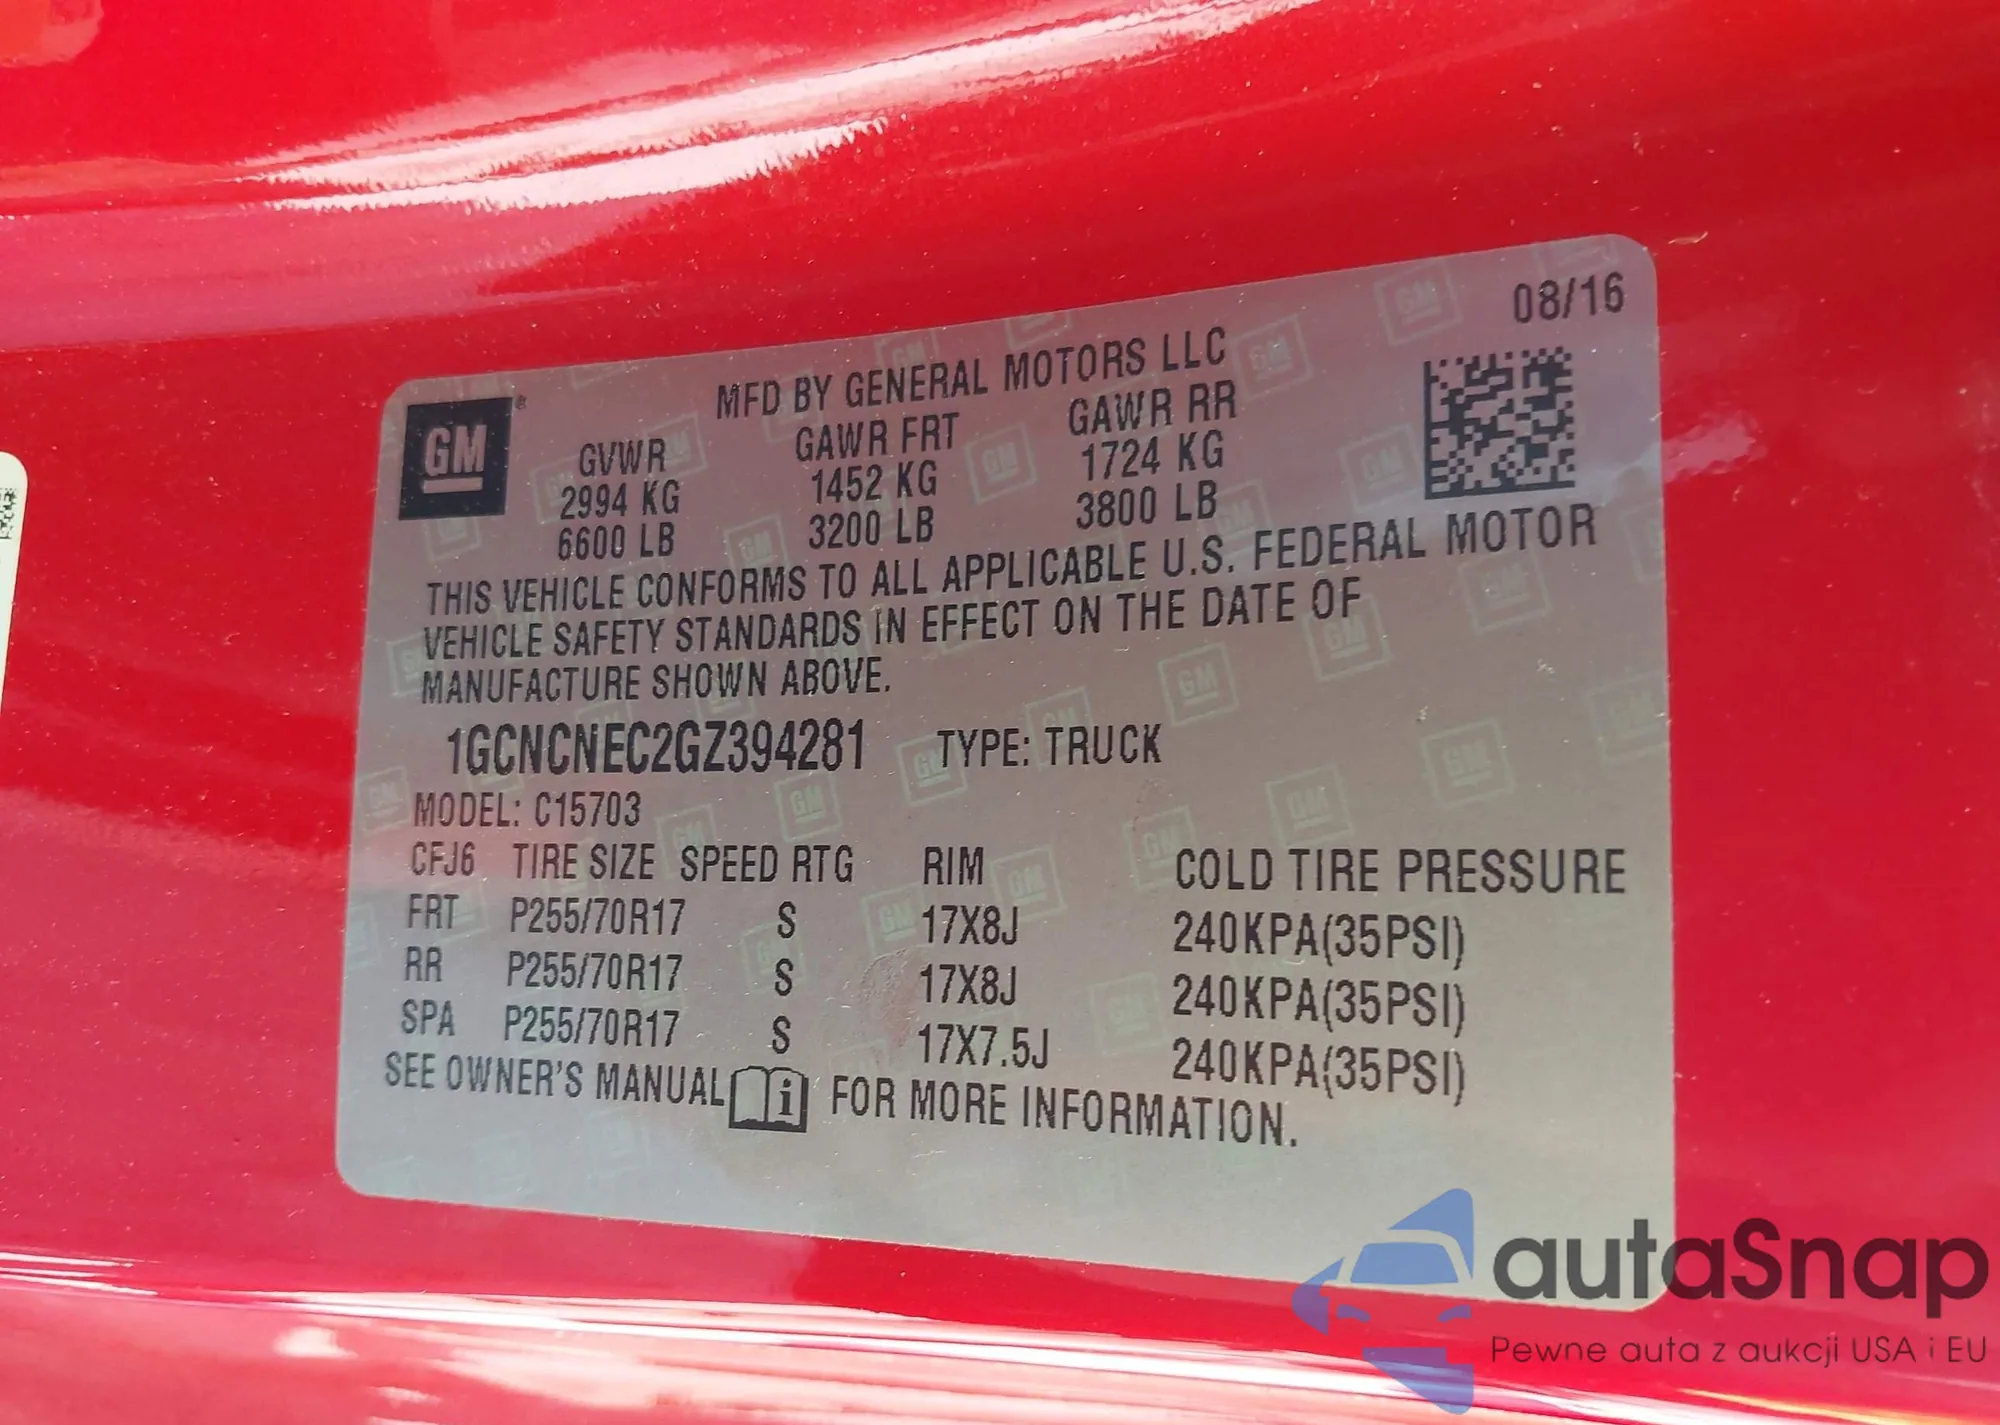 08/16
MFD BY GENERAL MOTORS LLC
GM
GVWR GAWR FRT GAWR RR
2994 KG 1452 KG 1724 KG
6600 LB 3200 LB 3800 LB
THIS VEHICLE CONFORMS TO ALL APPLICABLE U.S. FEDERAL MOTOR
VEHICLE SAFETY STANDARDS IN EFFECT ON THE DATE OF
MANUFACTURE SHOWN ABOVE.
1GCNCNEC2GZ394281 TYPE: TRUCK
MODEL: C15703
CFJ6 TIRE SIZE SPEED RTG RIM COLD TIRE PRESSURE
FRT P255/70R17 S 17X8J 240KPA(35PSI)
RR P255/70R17 S 17X8J 240KPA(35PSI)
SPA P255/70R17 S 17X7.5J 240KPA(35PSI)
SEE OWNER'S MANUAL i FOR MORE INFORMATION.
autaSnap
Pewne auta z aukcji USA i EU